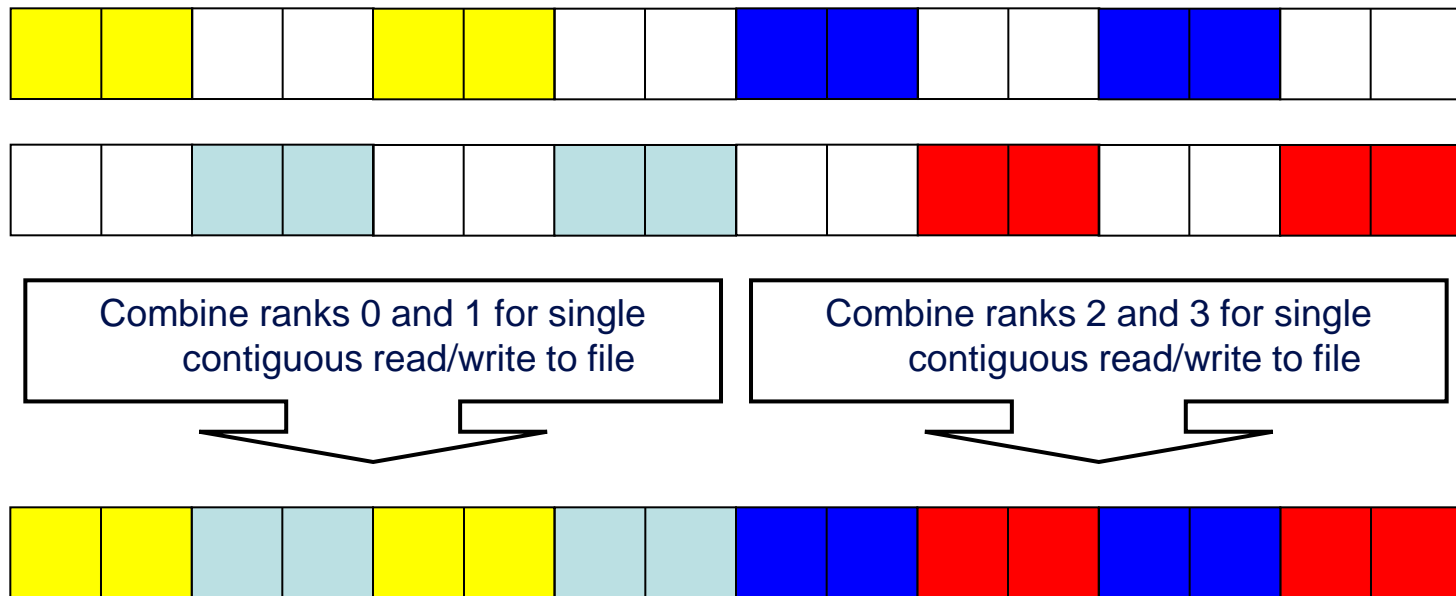 Combine ranks 0 and 1 for single
contiguous read/write to file
Combine ranks 2 and 3 for single
contiguous read/write to file